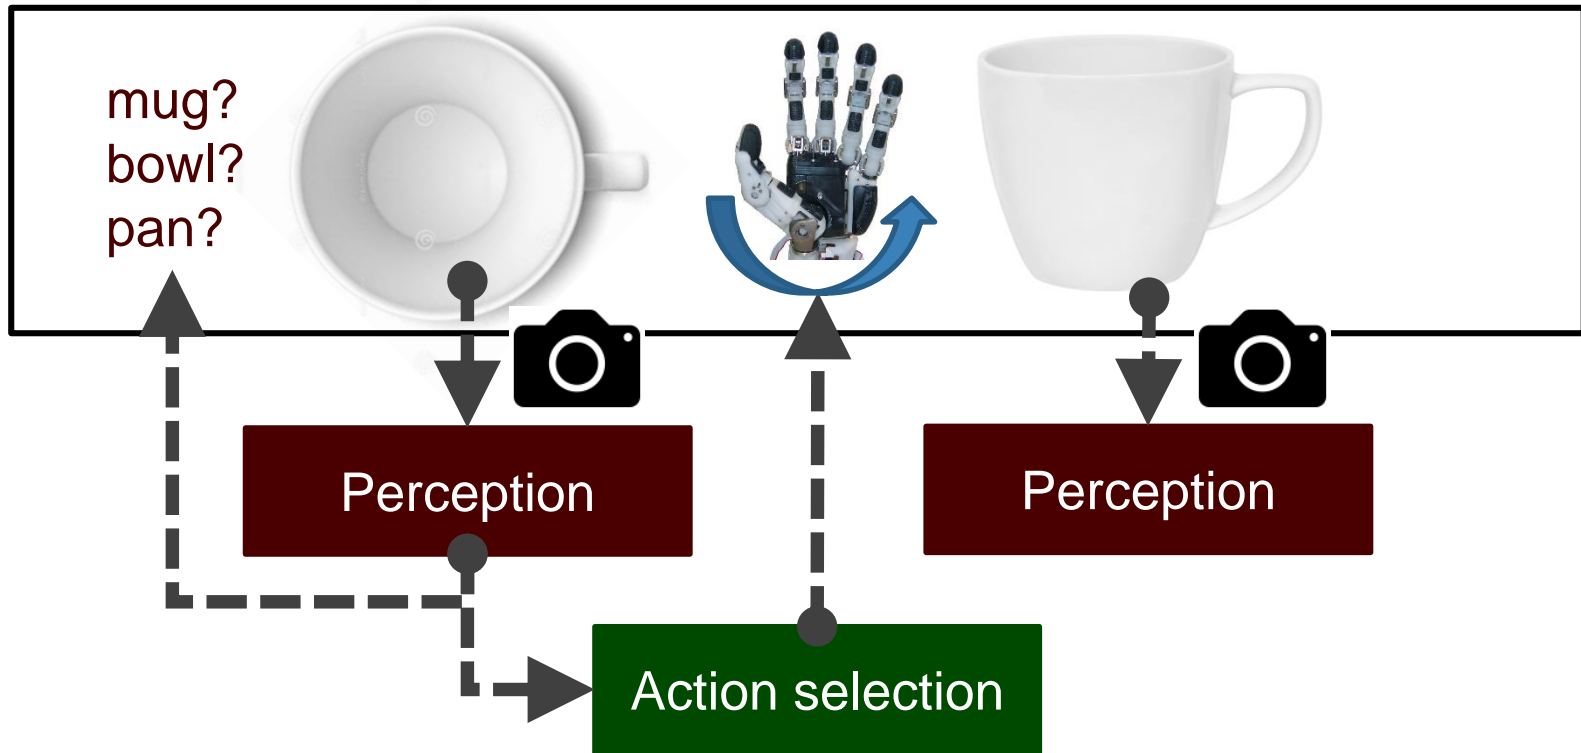 mug?
bowl?
pan?
Perception
Perception
Action selection